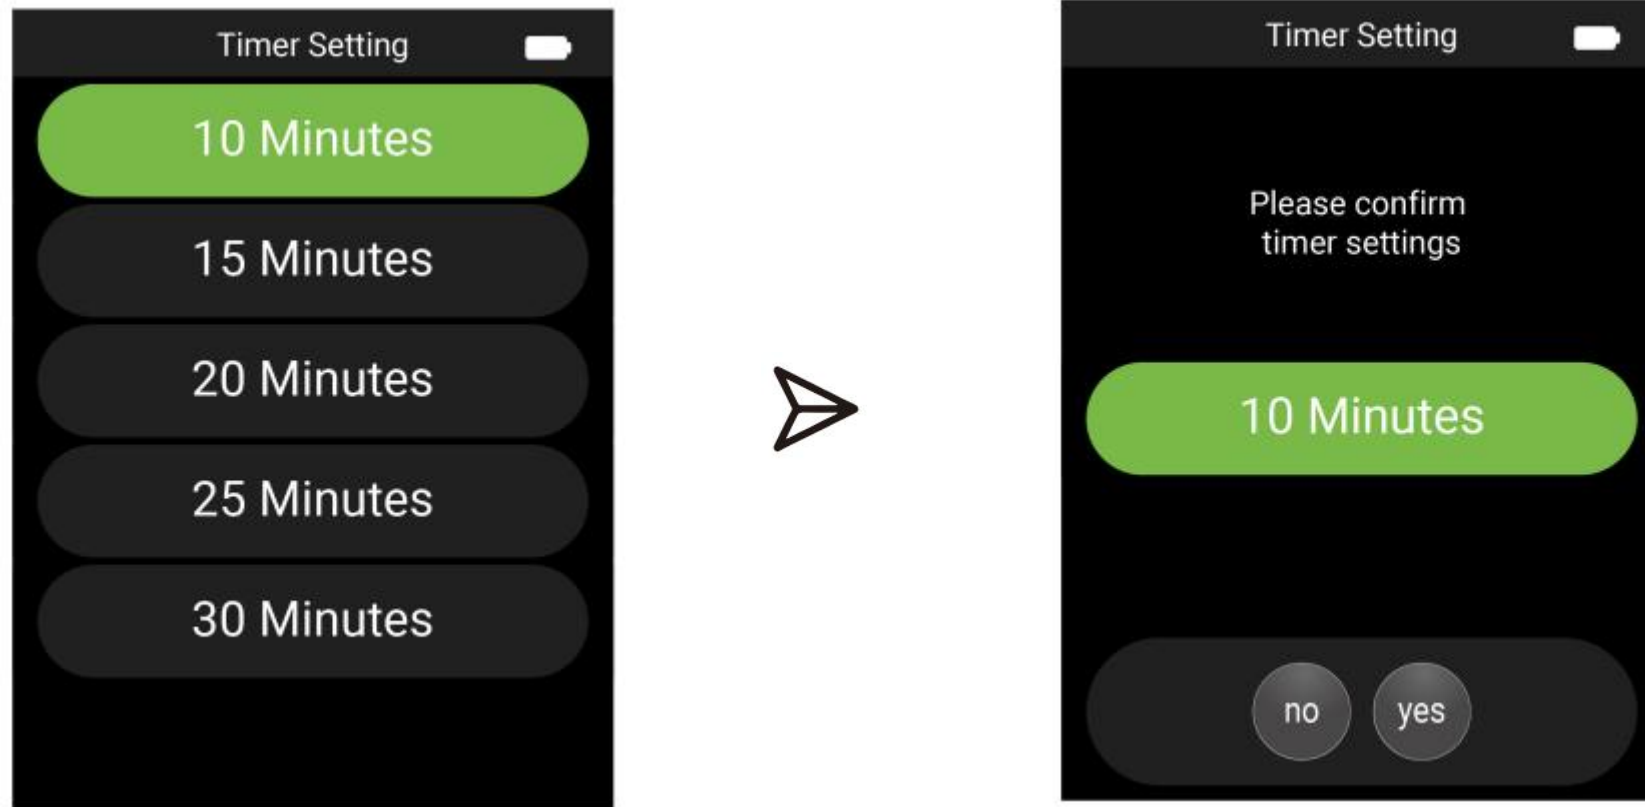 Timer Setting
10 Minutes
15 Minutes
20 Minutes
25 Minutes
30 Minutes
Timer Setting
Please confirm
timer settings
10 Minutes
no yes